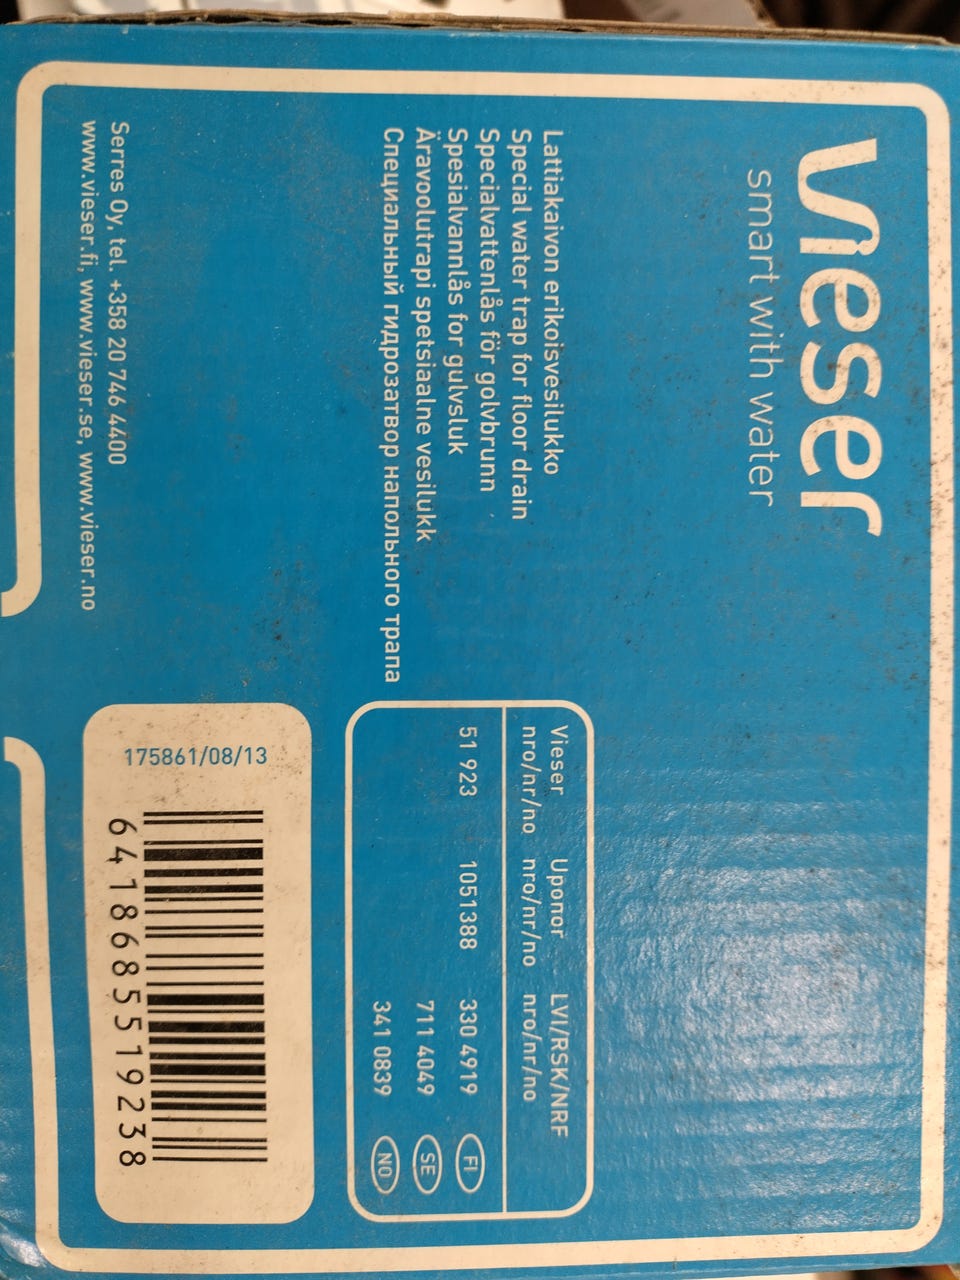 vieser
smart with water
Lattiakaivon erikoisvesilukko
Special water trap for floor drain
Specialvattenlås för golvbrunn
Spesialvannlås for gulvsluk
Äravoolutrapi spetsiaalne vesilukk
Специальный гидрозатвор напольного трапа
Serres Oy, tel. +358 20 746 4400
www.vieser.fi, www.vieser.se, www.vieser.no
Vieser Uponor LVI/RSK/NRF
nro/nr/no nro/nr/no nro/nr/no
51 923 1051388 330 4919 FI
711 4049 SE
341 0839 NO
175861/08/13
6418685519238